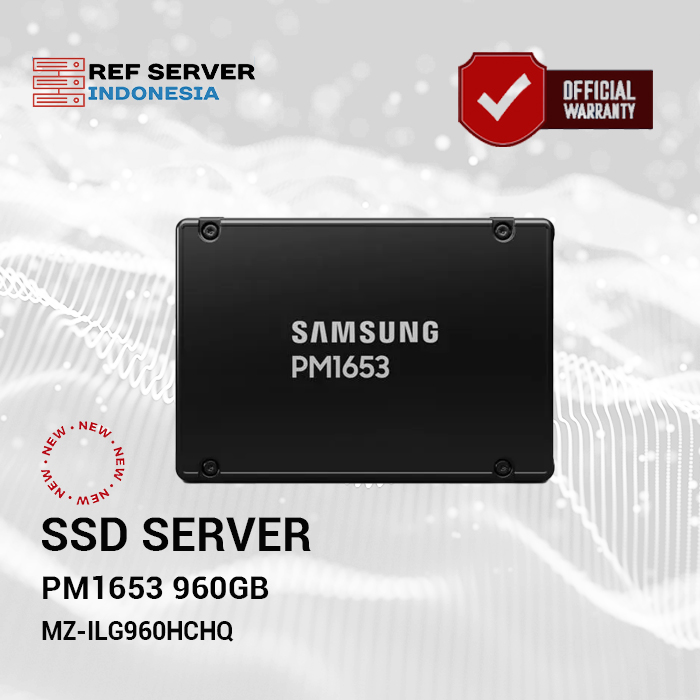 REF SERVER
INDONESIA
OFFICIAL
WARRANTY
SAMSUNG
PM1653
NEW • NEW • NEW • NEW • NEW •
SSD SERVER
PM1653 960GB
MZ-ILG960HCHQ